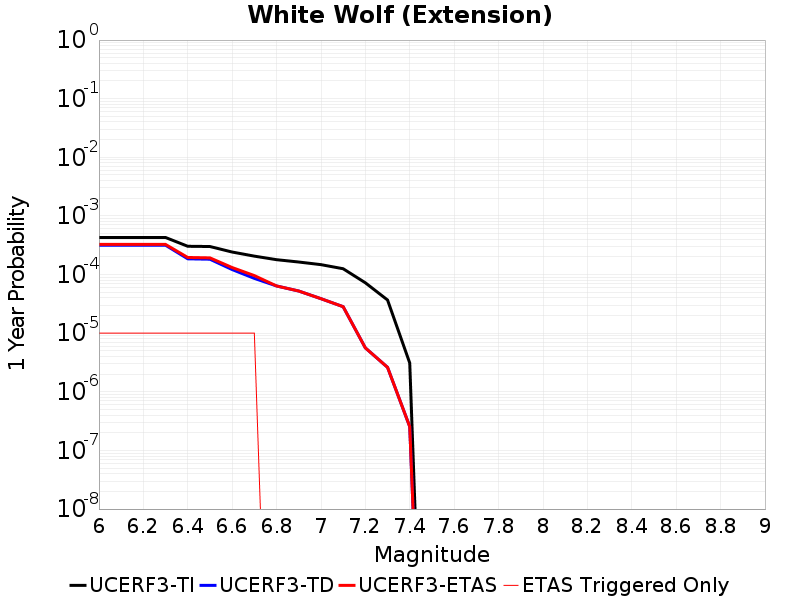 White Wolf (Extension)
10^0
10^-1
10^-2
10^-3
10^-4
10^-5
10^-6
10^-7
10^-8
1 Year Probability
6 6.2 6.4 6.6 6.8 7 7.2 7.4 7.6 7.8 8 8.2 8.4 8.6 8.8 9
Magnitude
UCERF3-TI UCERF3-TD UCERF3-ETAS ETAS Triggered Only